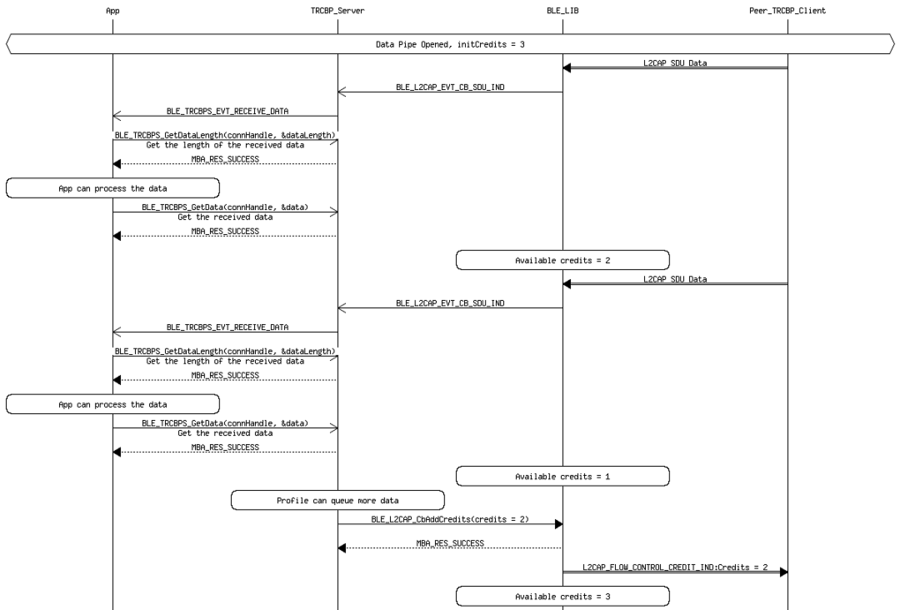 App TRCBP_Server BLE_LIB Peer_TRCBP_Client
Data Pipe Opened, initCredits = 3
L2CAP SDU Data
BLE_L2CAP_EVT_CB_SDU_IND
BLE_TRCBPS_EVT_RECEIVE_DATA
BLE_TRCBPS_GetDataLength(connHandle, &dataLength)
Get the length of the received data
MBA_RES_SUCCESS
App can process the data
BLE_TRCBPS_GetData(connHandle, &data)
Get the received data
MBA_RES_SUCCESS
Available credits = 2
L2CAP SDU Data
BLE_L2CAP_EVT_CB_SDU_IND
BLE_TRCBPS_EVT_RECEIVE_DATA
BLE_TRCBPS_GetDataLength(connHandle, &dataLength)
Get the length of the received data
MBA_RES_SUCCESS
App can process the data
BLE_TRCBPS_GetData(connHandle, &data)
Get the received data
MBA_RES_SUCCESS
Available credits = 1
Profile can queue more data
BLE_L2CAP_CbAddCredits(credits = 2)
MBA_RES_SUCCESS
L2CAP_FLOW_CONTROL_CREDIT_IND:Credits = 2
Available credits = 3